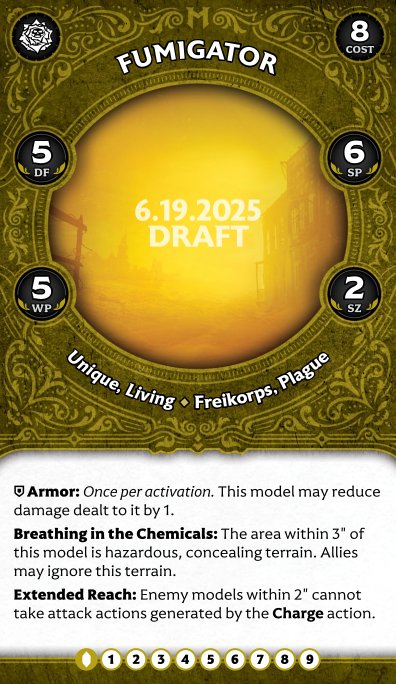 FUMIGATOR
8
COST
5
DF
6
SP
6.19.2025
DRAFT
5
WP
2
SZ
Unique, Living ⬥ Freikorps, Plague
Armor: Once per activation. This model may reduce
damage dealt to it by 1.
Breathing in the Chemicals: The area within 3" of
this model is hazardous, concealing terrain. Allies
may ignore this terrain.
Extended Reach: Enemy models within 2" cannot
take attack actions generated by the Charge action.
1 2 3 4 5 6 7 8 9